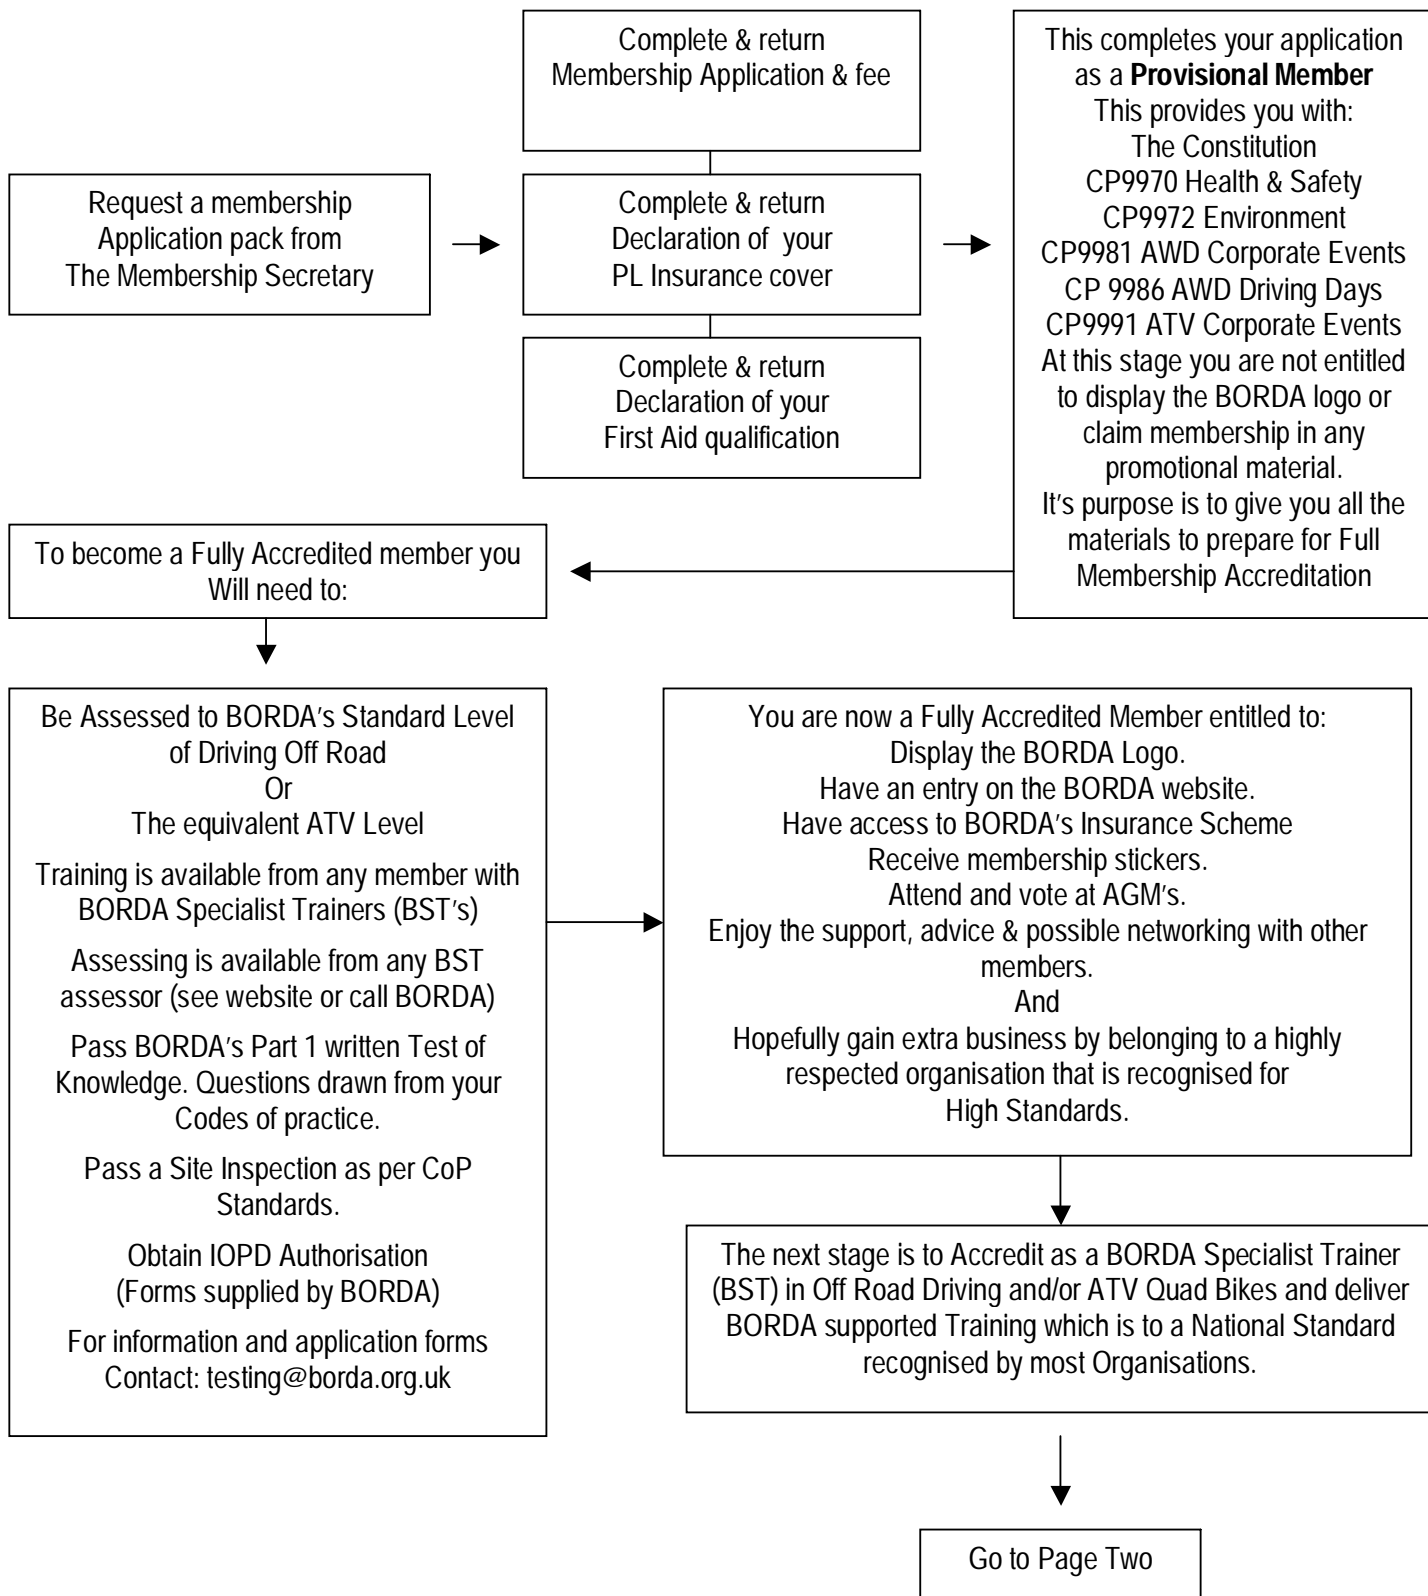 Request a membership
Application pack from
The Membership Secretary
Complete & return
Membership Application & fee
Complete & return
Declaration of your
PL Insurance cover
Complete & return
Declaration of your
First Aid qualification
This completes your application
as a Provisional Member
This provides you with:
The Constitution
CP9970 Health & Safety
CP9972 Environment
CP9981 AWD Corporate Events
CP 9986 AWD Driving Days
CP9991 ATV Corporate Events
At this stage you are not entitled
to display the BORDA logo or
claim membership in any
promotional material.
It's purpose is to give you all the
materials to prepare for Full
Membership Accreditation
To become a Fully Accredited member you
Will need to:
Be Assessed to BORDA's Standard Level
of Driving Off Road
Or
The equivalent ATV Level
Training is available from any member with
BORDA Specialist Trainers (BST's)
Assessing is available from any BST
assessor (see website or call BORDA)
Pass BORDA's Part 1 written Test of
Knowledge. Questions drawn from your
Codes of practice.
Pass a Site Inspection as per CoP
Standards.
Obtain IOPD Authorisation
(Forms supplied by BORDA)
For information and application forms
Contact: testing@borda.org.uk
You are now a Fully Accredited Member entitled to:
Display the BORDA Logo.
Have an entry on the BORDA website.
Have access to BORDA's Insurance Scheme
Receive membership stickers.
Attend and vote at AGM's.
Enjoy the support, advice & possible networking with other
members.
And
Hopefully gain extra business by belonging to a highly
respected organisation that is recognised for
High Standards.
The next stage is to Accredit as a BORDA Specialist Trainer
(BST) in Off Road Driving and/or ATV Quad Bikes and deliver
BORDA supported Training which is to a National Standard
recognised by most Organisations.
Go to Page Two